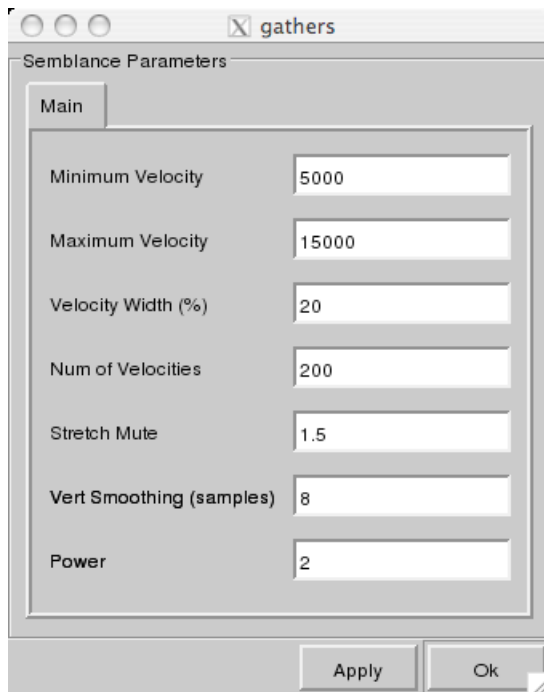 gathers
Semblance Parameters
Main
Minimum Velocity 5000
Maximum Velocity 15000
Velocity Width (%) 20
Num of Velocities 200
Stretch Mute 1.5
Vert Smoothing (samples) 8
Power 2
Apply Ok